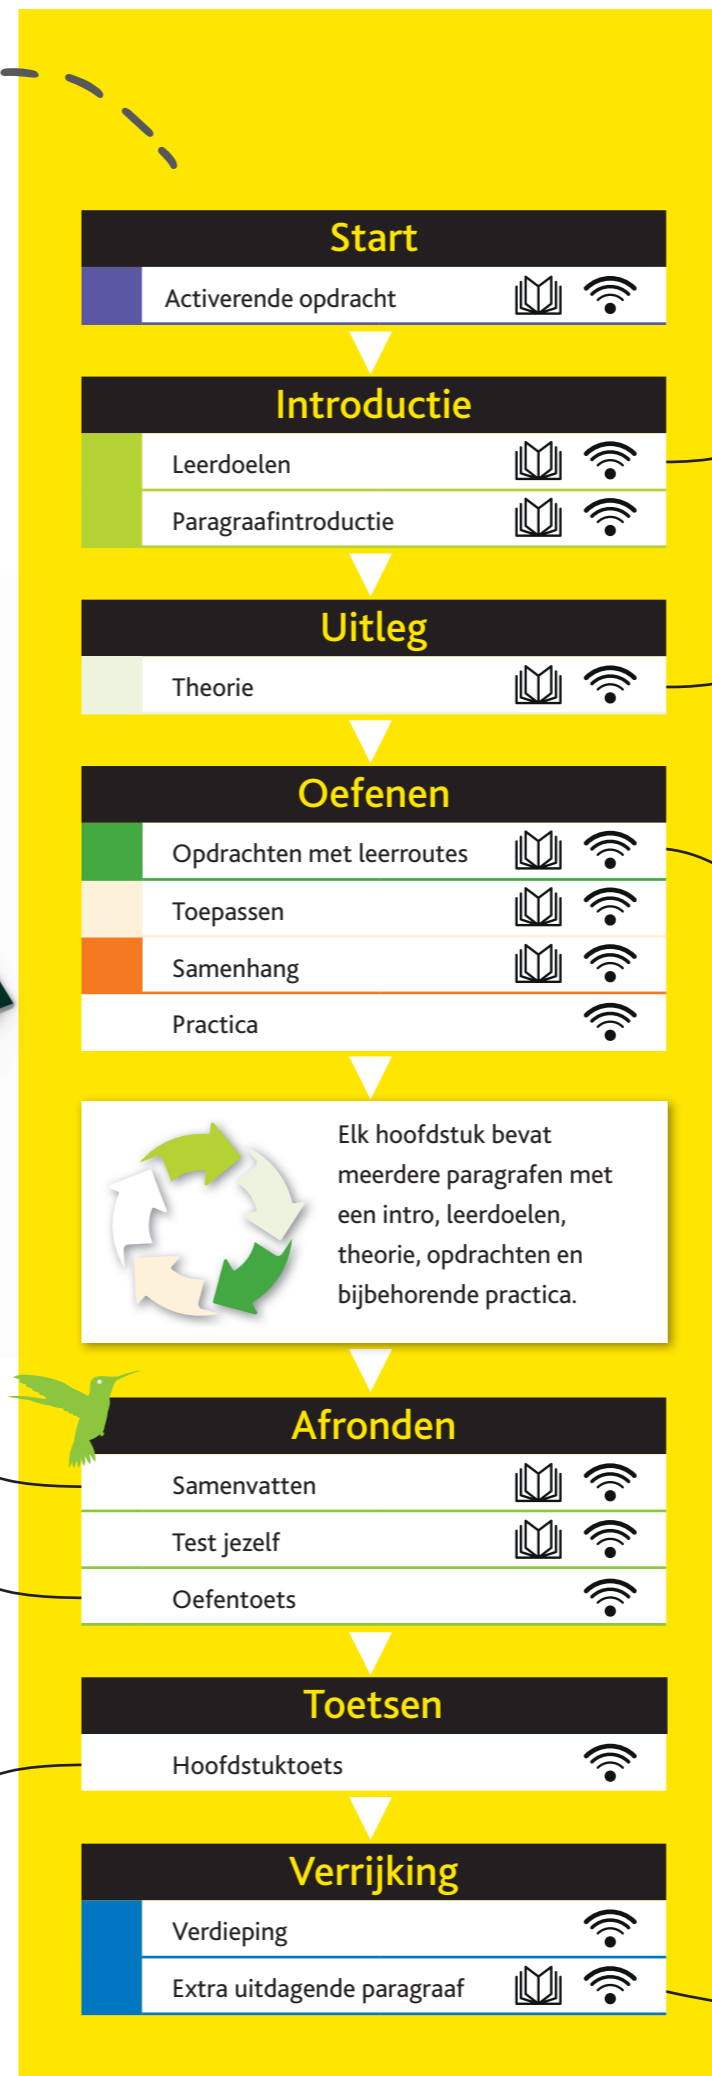 Start
Activerende opdracht
Introductie
Leerdoelen
Paragraafintroductie
Uitleg
Theorie
Oefenen
Opdrachten met leerroutes
Toepassen
Samenhang
Practica
Elk hoofdstuk bevat
meerdere paragrafen met
een intro, leerdoelen,
theorie, opdrachten en
bijbehorende practica.
Afronden
Samenvatten
Test jezelf
Oefentoets
Toetsen
Hoofdstuktoets
Verrijking
Verdieping
Extra uitdagende paragraaf